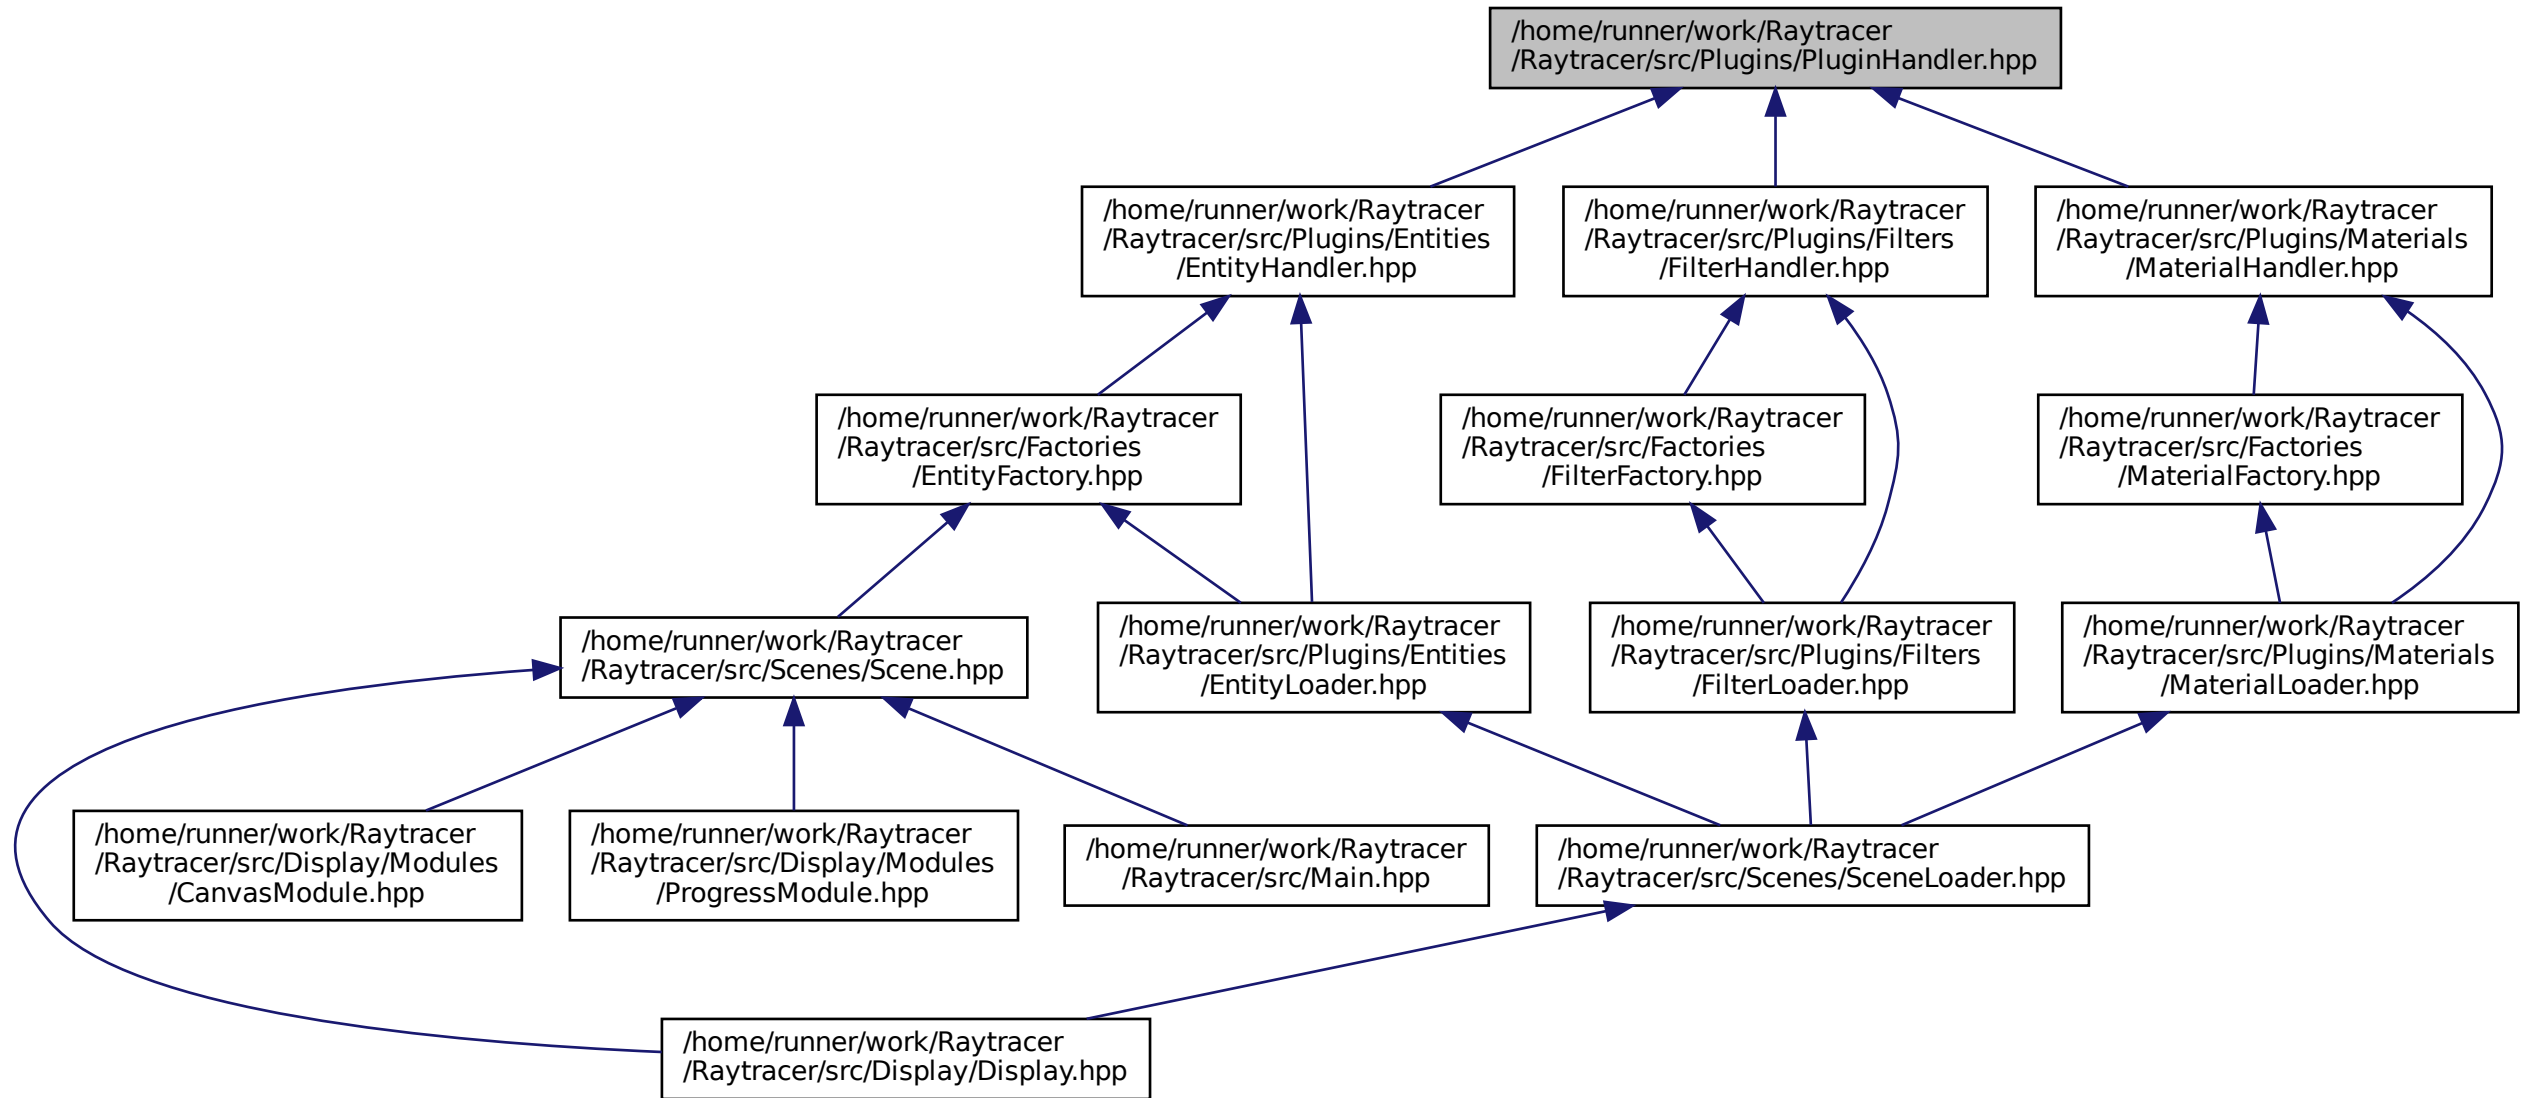 /home/runner/work/Raytracer
/Raytracer/src/Plugins/PluginHandler.hpp
/home/runner/work/Raytracer
/Raytracer/src/Plugins/Entities
/EntityHandler.hpp
/home/runner/work/Raytracer
/Raytracer/src/Plugins/Filters
/FilterHandler.hpp
/home/runner/work/Raytracer
/Raytracer/src/Plugins/Materials
/MaterialHandler.hpp
/home/runner/work/Raytracer
/Raytracer/src/Factories
/EntityFactory.hpp
/home/runner/work/Raytracer
/Raytracer/src/Factories
/FilterFactory.hpp
/home/runner/work/Raytracer
/Raytracer/src/Factories
/MaterialFactory.hpp
/home/runner/work/Raytracer
/Raytracer/src/Scenes/Scene.hpp
/home/runner/work/Raytracer
/Raytracer/src/Plugins/Entities
/EntityLoader.hpp
/home/runner/work/Raytracer
/Raytracer/src/Plugins/Filters
/FilterLoader.hpp
/home/runner/work/Raytracer
/Raytracer/src/Plugins/Materials
/MaterialLoader.hpp
/home/runner/work/Raytracer
/Raytracer/src/Display/Modules
/CanvasModule.hpp
/home/runner/work/Raytracer
/Raytracer/src/Display/Modules
/ProgressModule.hpp
/home/runner/work/Raytracer
/Raytracer/src/Main.hpp
/home/runner/work/Raytracer
/Raytracer/src/Scenes/SceneLoader.hpp
/home/runner/work/Raytracer
/Raytracer/src/Display/Display.hpp